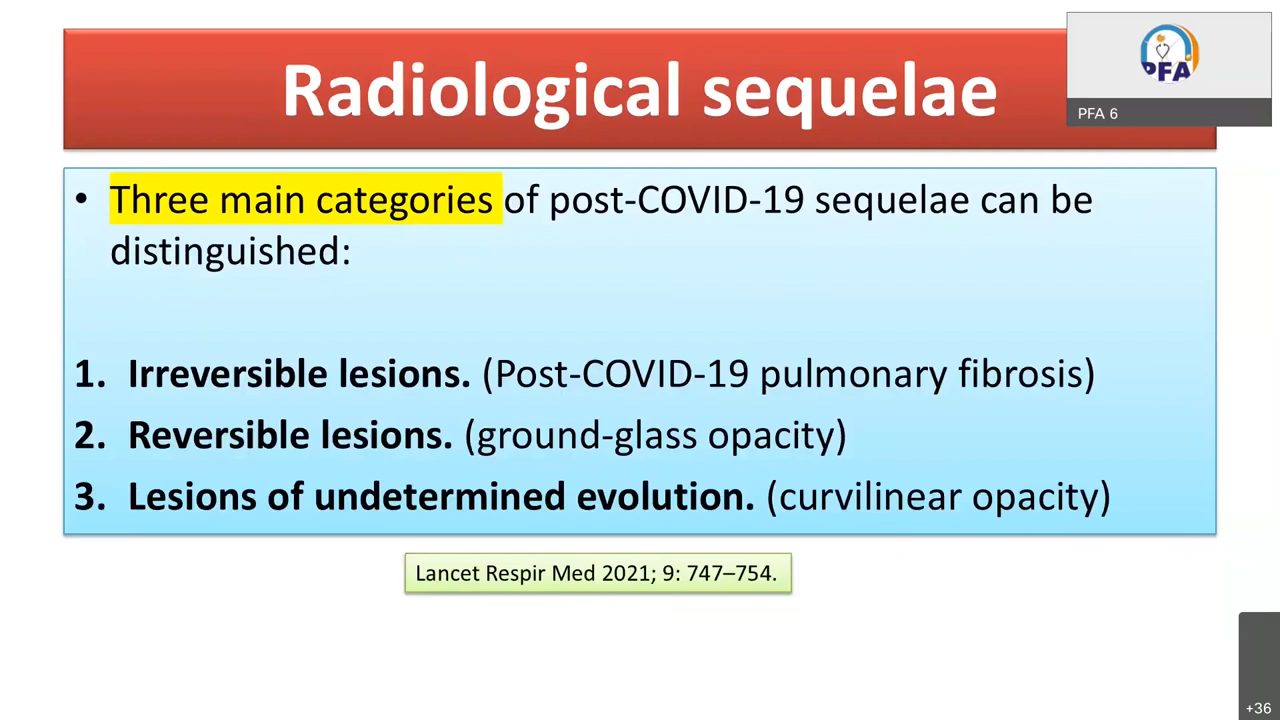 Radiological sequelae
PFA
PFA 6
• Three main categories of post-COVID-19 sequelae can be
distinguished:
1. Irreversible lesions. (Post-COVID-19 pulmonary fibrosis)
2. Reversible lesions. (ground-glass opacity)
3. Lesions of undetermined evolution. (curvilinear opacity)
Lancet Respir Med 2021; 9: 747–754.
+36